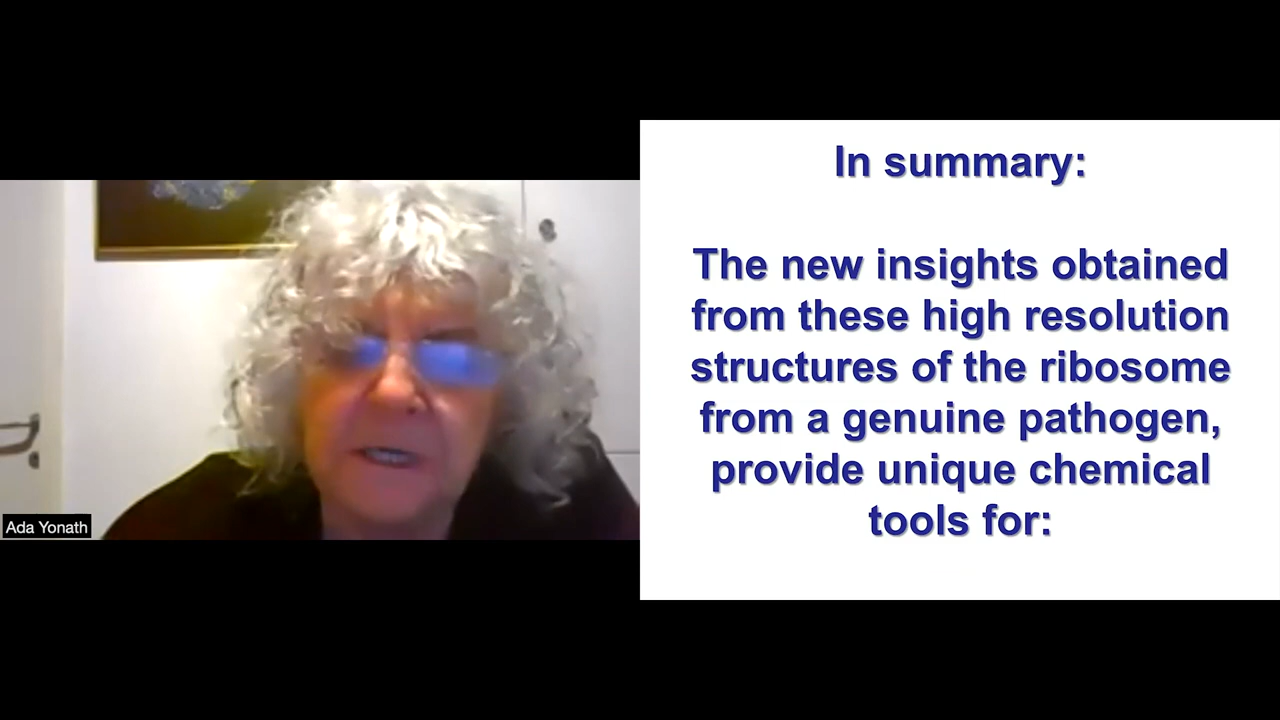 Ada Yonath
In summary:
The new insights obtained
from these high resolution
structures of the ribosome
from a genuine pathogen,
provide unique chemical
tools for: